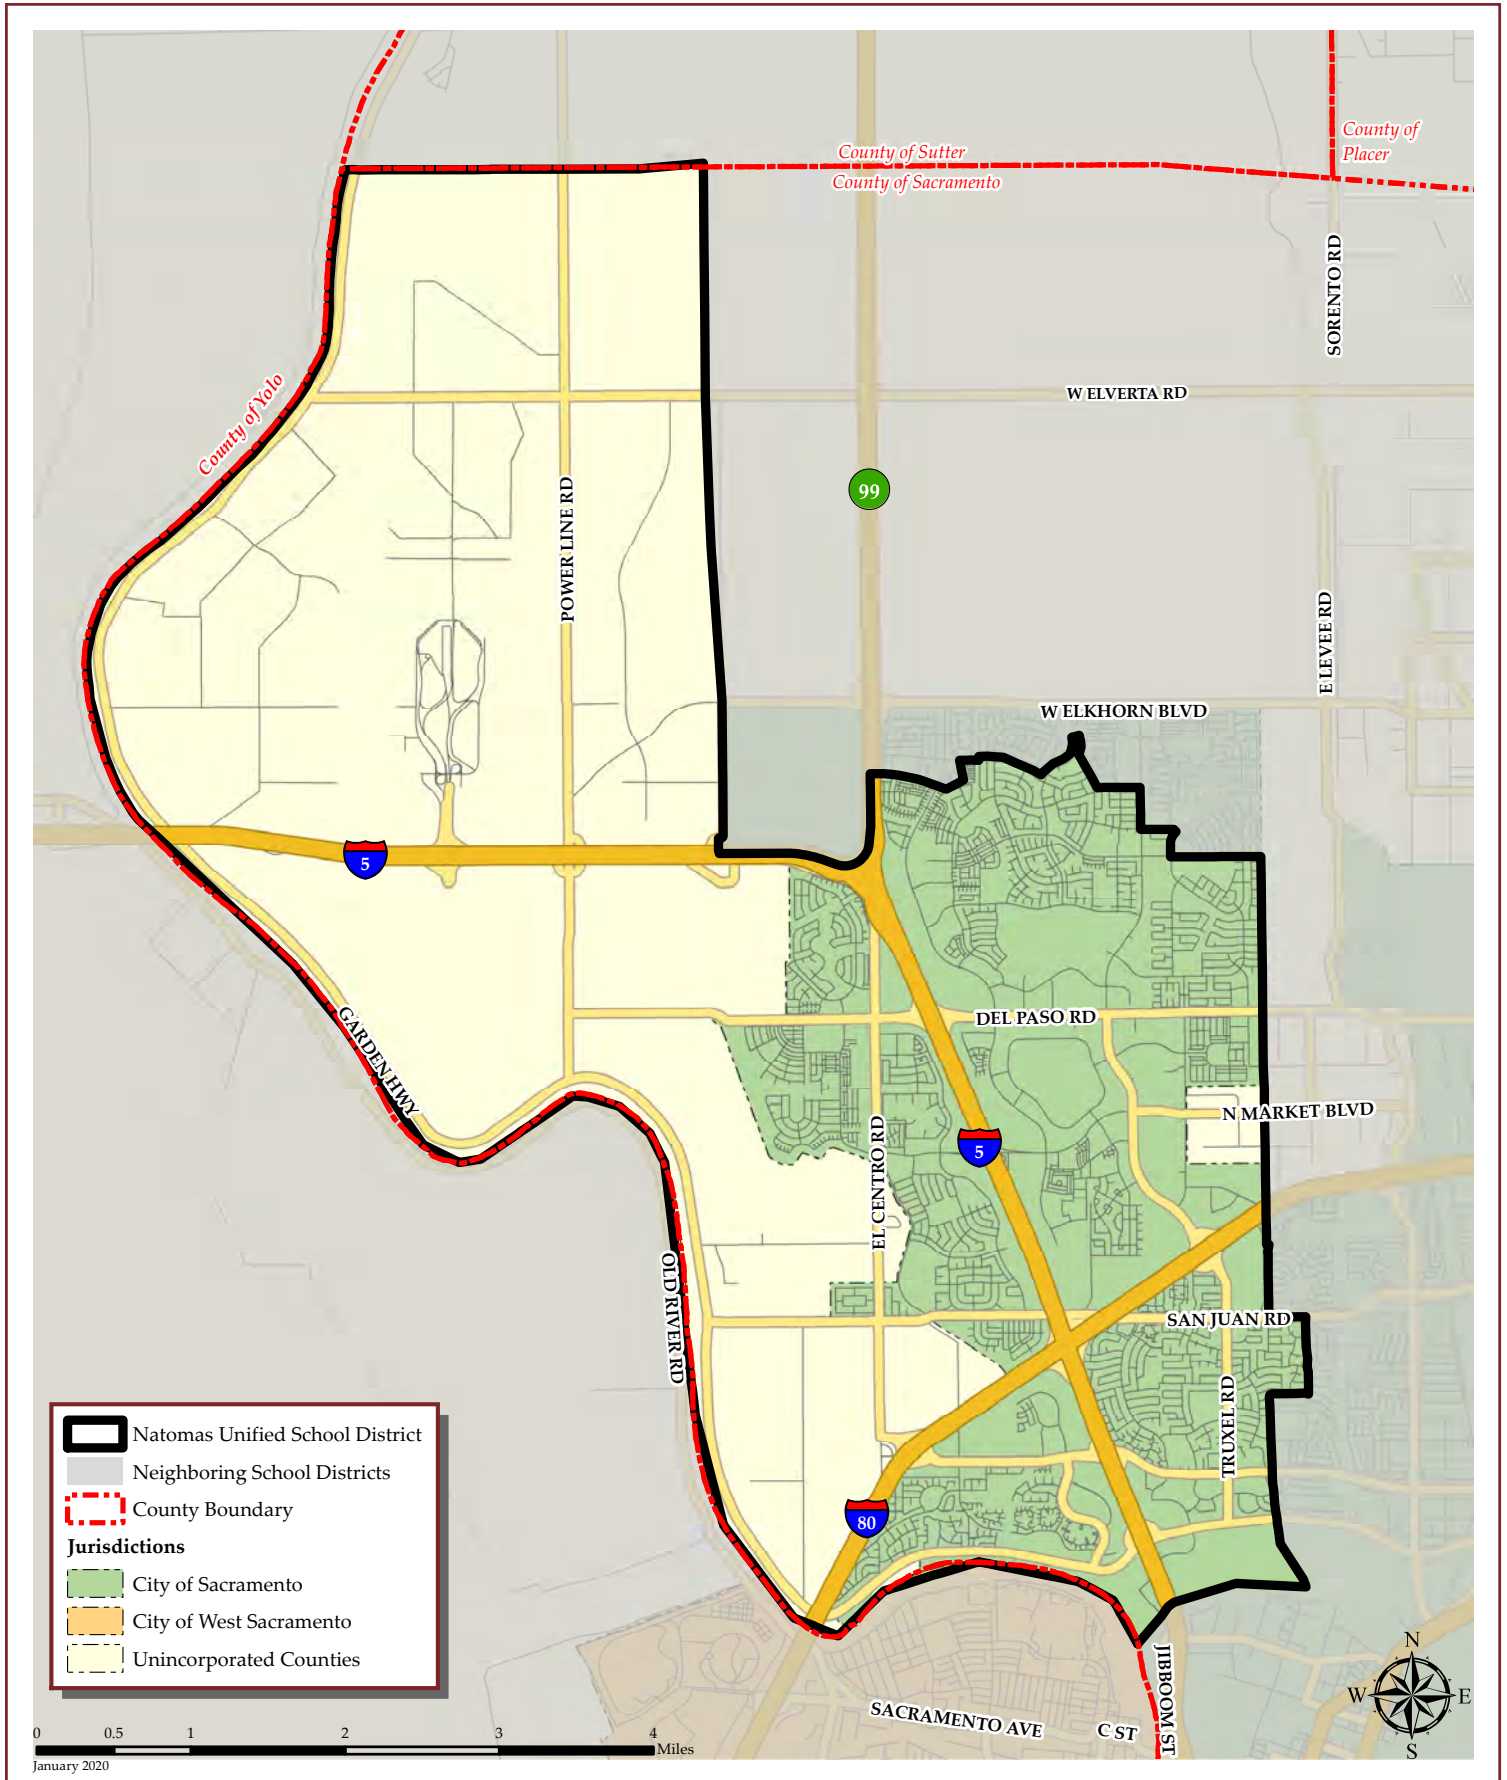 County of
Placer
County of Sutter
County of Sacramento
SORENTO RD
County of Yolo
W ELVERTA RD
99
POWER LINE RD
E LEVEE RD
W ELKHORN BLVD
5
DEL PASO RD
GARDEN HWY
N MARKET BLVD
5
EL CENTRO RD
OLD RIVER RD
SAN JUAN RD
TRUXEL RD
80
Natomas Unified School District
Neighboring School Districts
County Boundary
Jurisdictions
City of Sacramento
City of West Sacramento
Unincorporated Counties
JIBBOOM ST
SACRAMENTO AVE
C ST
N
W E
S
0 0.5 1 2 3 4
Miles
January 2020